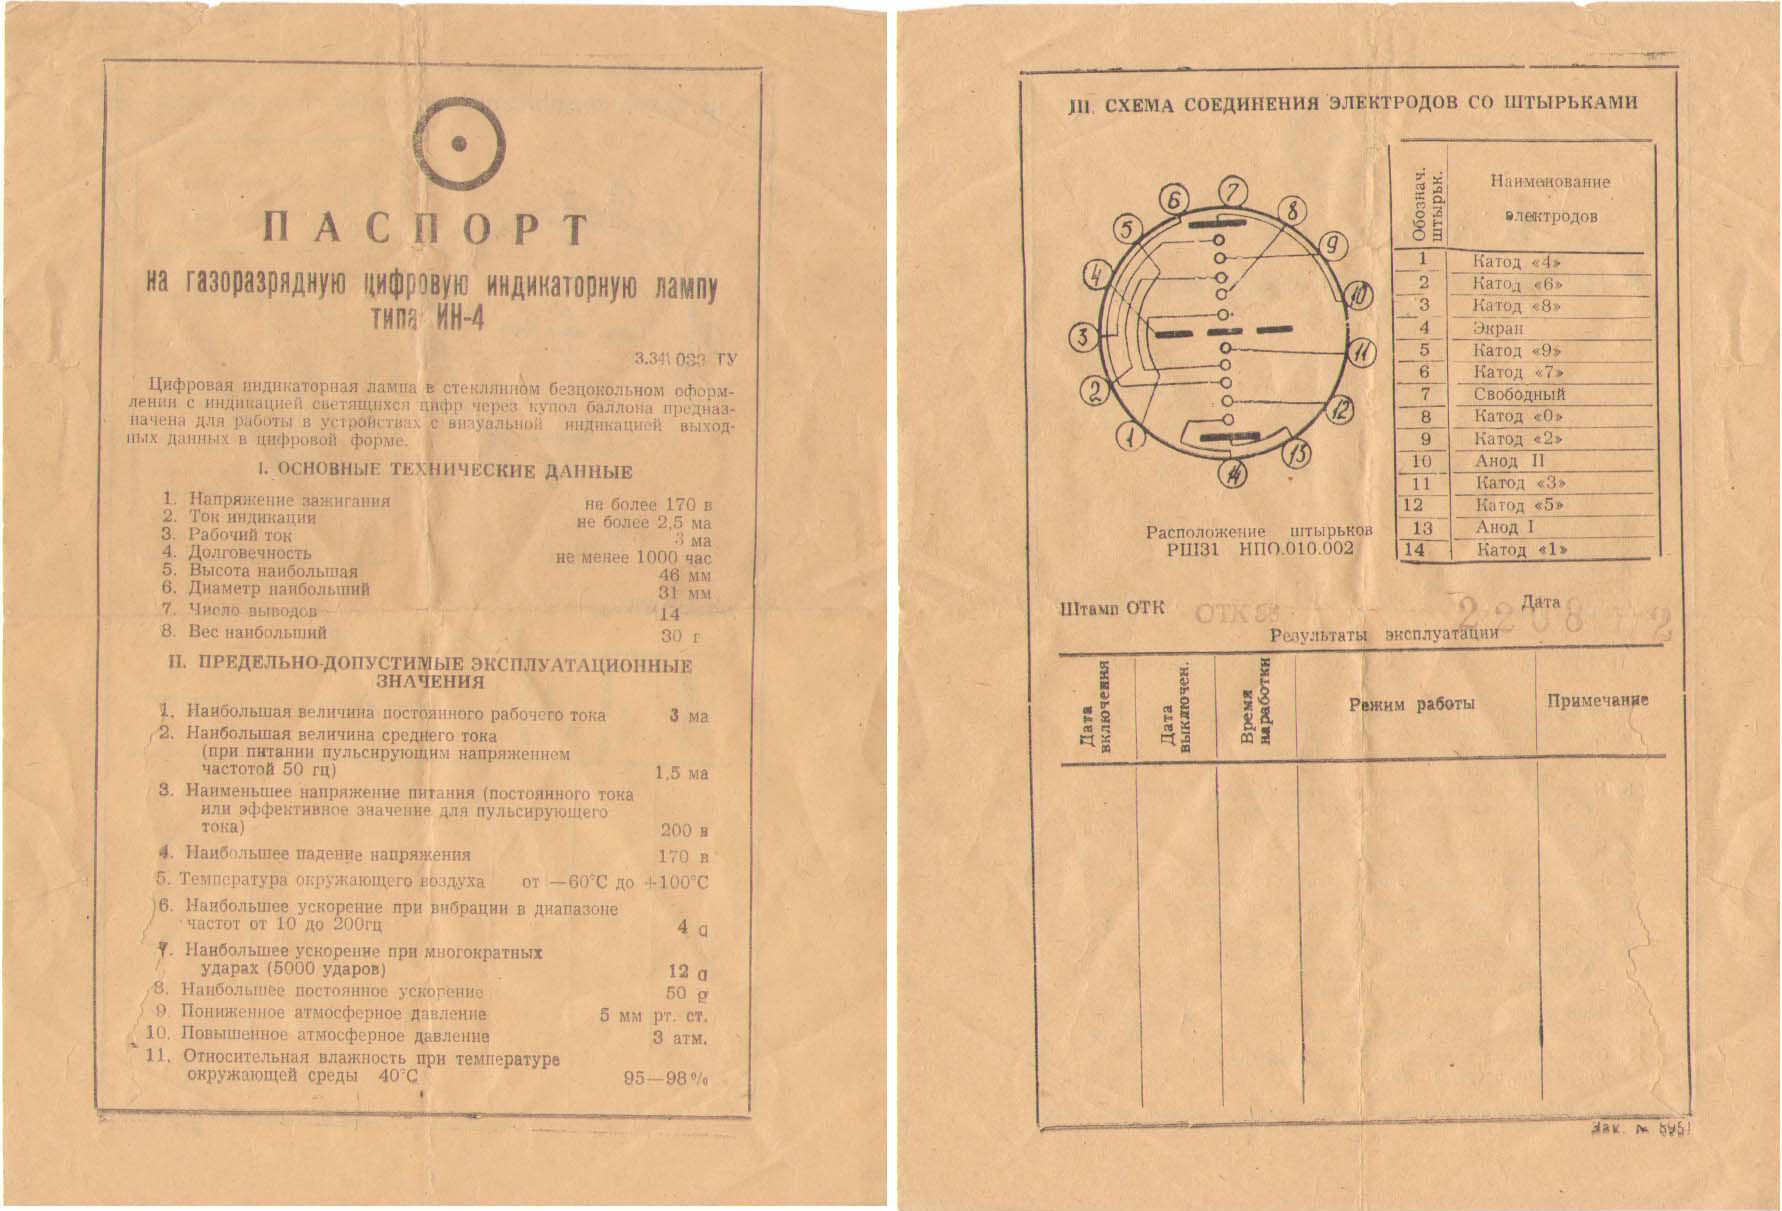 ПАСПОРТ
на газоразрядную цифровую индикаторную лампу
типа ИН-4
3.341 033 ТУ
Цифровая индикаторная лампа в стеклянном безцокольном оформ-
лении с индикацией светящихся цифр через купол баллона предназ-
начена для работы в устройствах с визуальной индикацией выход-
ных данных в цифровой форме.
I. ОСНОВНЫЕ ТЕХНИЧЕСКИЕ ДАННЫЕ
1. Напряжение зажигания не более 170 в
2. Ток индикации не более 2,5 ма
3. Рабочий ток 3 ма
4. Долговечность не менее 1000 час
5. Высота наибольшая 46 мм
6. Диаметр наибольший 31 мм
7. Число выводов 14
8. Вес наибольший 30 г
II. ПРЕДЕЛЬНО-ДОПУСТИМЫЕ ЭКСПЛУАТАЦИОННЫЕ
ЗНАЧЕНИЯ
1. Наибольшая величина постоянного рабочего тока 3 ма
2. Наибольшая величина среднего тока
(при питании пульсирующим напряжением
частотой 50 гц) 1,5 ма
3. Наименьшее напряжение питания (постоянного тока
или эффективное значение для пульсирующего
тока) 200 в
4. Наибольшее падение напряжения 170 в
5. Температура окружающего воздуха от —60°С до +100°С
6. Наибольшее ускорение при вибрации в диапазоне
частот от 10 до 200гц 4 g
7. Наибольшее ускорение при многократных
ударах (5000 ударов) 12 g
8. Наибольшее постоянное ускорение 50 g
9. Пониженное атмосферное давление 5 мм рт. ст.
10. Повышенное атмосферное давление 3 атм.
11. Относительная влажность при температуре
окружающей среды 40°С 95—98%
III. СХЕМА СОЕДИНЕНИЯ ЭЛЕКТРОДОВ СО ШТЫРЬКАМИ
6 7 8
5 9
4 10
3 11
2 12
1 13
14
Расположение штырьков
РШ31 НПО.010.002
Обознач. штырьк. Наименование электродов
1 Катод «4»
2 Катод «6»
3 Катод «8»
4 Экран
5 Катод «9»
6 Катод «7»
7 Свободный
8 Катод «0»
9 Катод «2»
10 Анод II
11 Катод «3»
12 Катод «5»
13 Анод I
14 Катод «1»
Штамп ОТК ОТК Дата
2208 2
Результаты эксплуатации
Дата включения Дата выключен. Время наработки Режим работы Примечание
Зак. № 5951